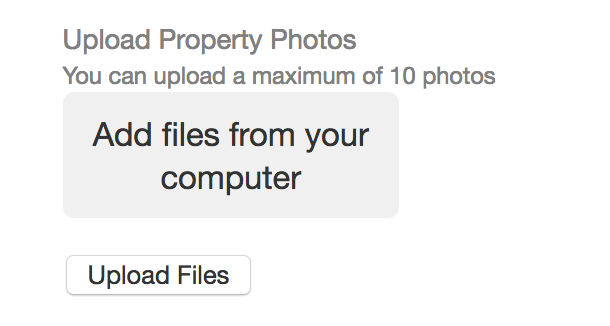 Upload Property Photos
You can upload a maximum of 10 photos
Add files from your
computer
Upload Files